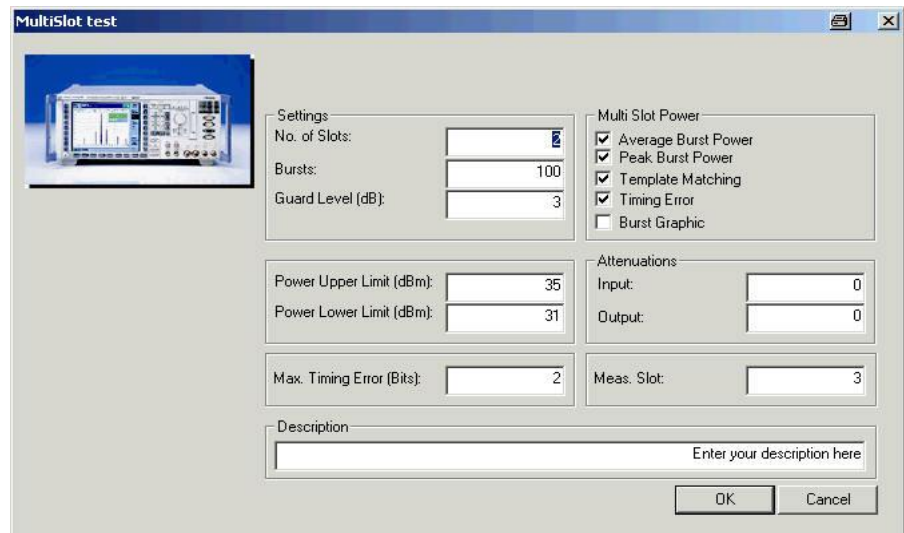 MultiSlot test
Settings
No. of Slots: 2
Bursts: 100
Guard Level (dB): 3
Multi Slot Power
Average Burst Power
Peak Burst Power
Template Matching
Timing Error
Burst Graphic
Power Upper Limit (dBm): 35
Power Lower Limit (dBm): 31
Attenuations
Input: 0
Output: 0
Max. Timing Error (Bits): 2
Meas. Slot: 3
Description
Enter your description here
OK Cancel